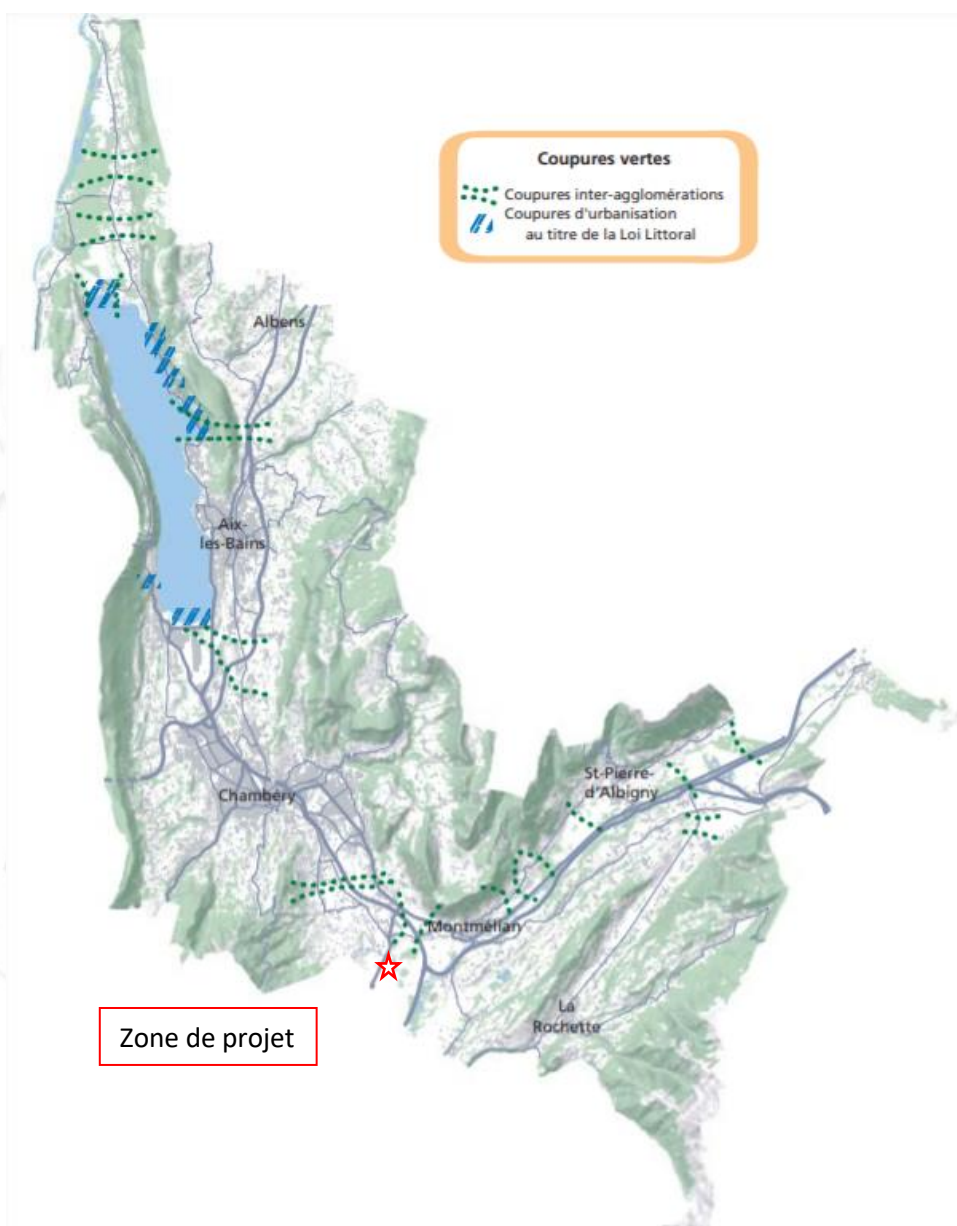 Coupures vertes
Coupures inter-agglomérations
Coupures d'urbanisation
au titre de la Loi Littoral
Albens
Aix-
les-Bains
Chambéry
St-Pierre-
d'Albigny
Montmélian
La
Rochette
Zone de projet